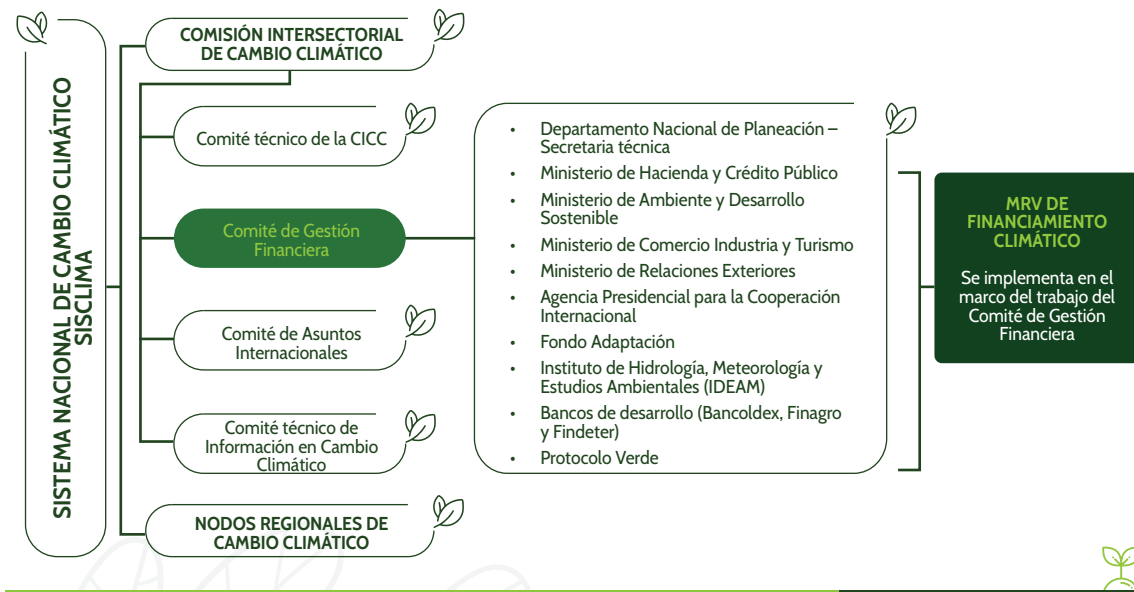 SISTEMA NACIONAL DE CAMBIO CLIMÁTICO
SISCLIMA
COMISIÓN INTERSECTORIAL
DE CAMBIO CLIMÁTICO
Comité técnico de la CICC
Comité de Gestión
Financiera
Comité de Asuntos
Internacionales
Comité técnico de
Información en Cambio
Climático
NODOS REGIONALES DE
CAMBIO CLIMÁTICO
• Departamento Nacional de Planeación –
Secretaria técnica
• Ministerio de Hacienda y Crédito Público
• Ministerio de Ambiente y Desarrollo
Sostenible
• Ministerio de Comercio Industria y Turismo
• Ministerio de Relaciones Exteriores
• Agencia Presidencial para la Cooperación
Internacional
• Fondo Adaptación
• Instituto de Hidrología, Meteorología y
Estudios Ambientales (IDEAM)
• Bancos de desarrollo (Bancoldex, Finagro
y Findeter)
• Protocolo Verde
MRV DE
FINANCIAMIENTO
CLIMÁTICO
Se implementa en el
marco del trabajo del
Comité de Gestión
Financiera